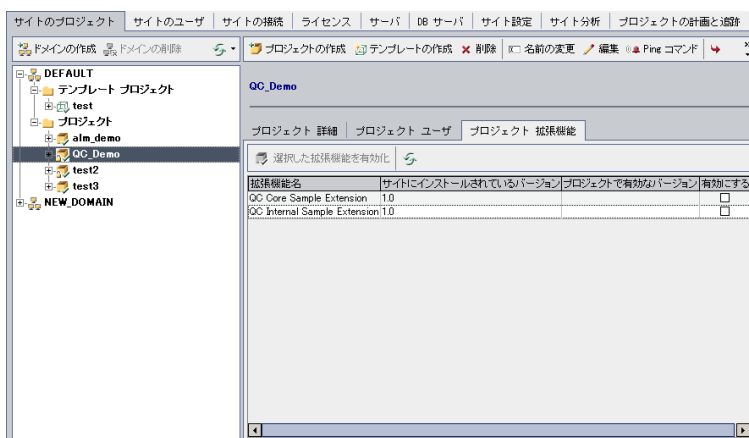 サイトのプロジェクト サイトのユーザ サイトの接続 ライセンス サーバ DB サーバ サイト設定 サイト分析 プロジェクトの計画と追跡
ドメインの作成 ドメインの削除
プロジェクトの作成 テンプレートの作成 削除 名前の変更 編集 Ping コマンド
DEFAULT
テンプレート プロジェクト
test
プロジェクト
alm_demo
QC_Demo
test2
test3
NEW_DOMAIN
QC_Demo
プロジェクト 詳細 プロジェクト ユーザ プロジェクト 拡張機能
選択した拡張機能を有効化
拡張機能名 サイトにインストールされているバージョン プロジェクトで有効なバージョン 有効にする
QC Core Sample Extension 1.0
QC Internal Sample Extension 1.0